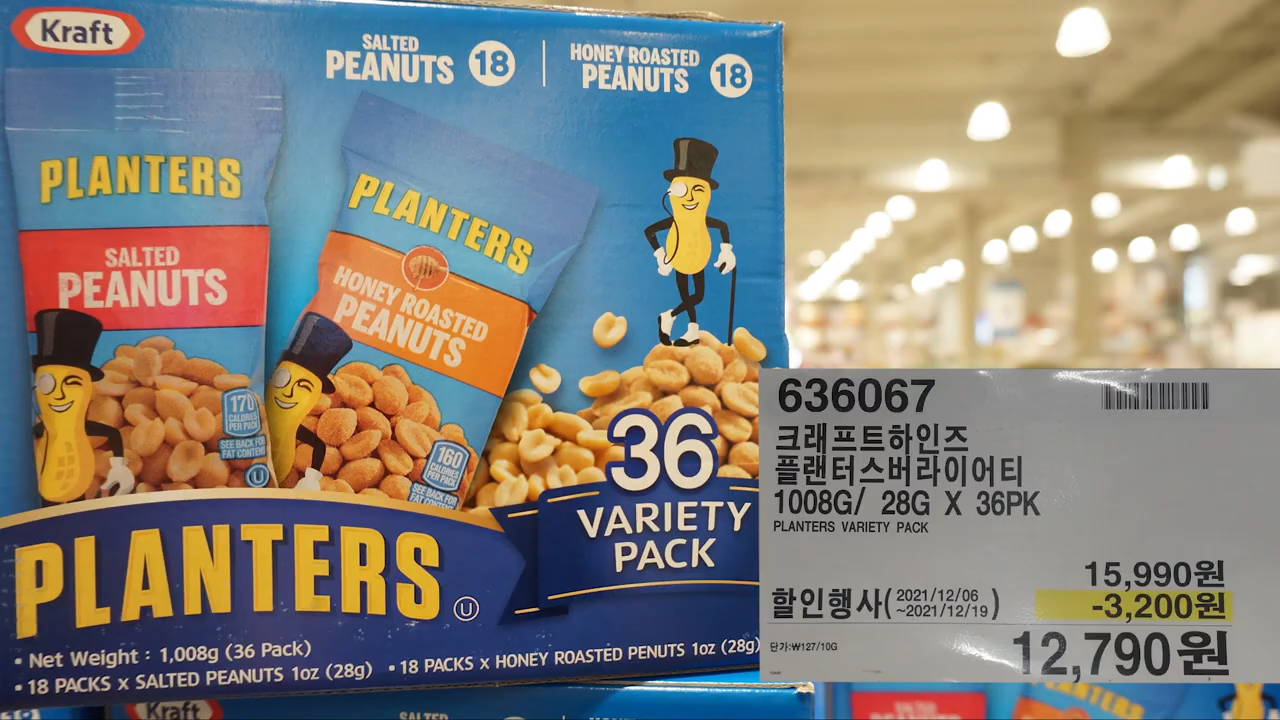 Kraft
SALTED
PEANUTS 18
HONEY ROASTED
PEANUTS 18
PLANTERS
SALTED
PEANUTS
170
CALORIES
PER PACK
SEE BACK FOR
FAT CONTENT
U
PLANTERS
HONEY ROASTED
PEANUTS
160
CALORIES
PER PACK
SEE BACK FOR
FAT CONTENT
36
VARIETY
PACK
PLANTERS
U
• Net Weight : 1,008g (36 Pack)
• 18 PACKS x SALTED PEANUTS 1oz (28g)
• 18 PACKS x HONEY ROASTED PENUTS 1oz (28g)
636067
크래프트하인즈
플랜터스버라이어티
1008G/ 28G X 36PK
PLANTERS VARIETY PACK
15,990원
할인행사( 2021/12/06
~2021/12/19 )
-3,200원
단가:₩127/10G
12,790원
Kraft
SALTED
PLANTERS